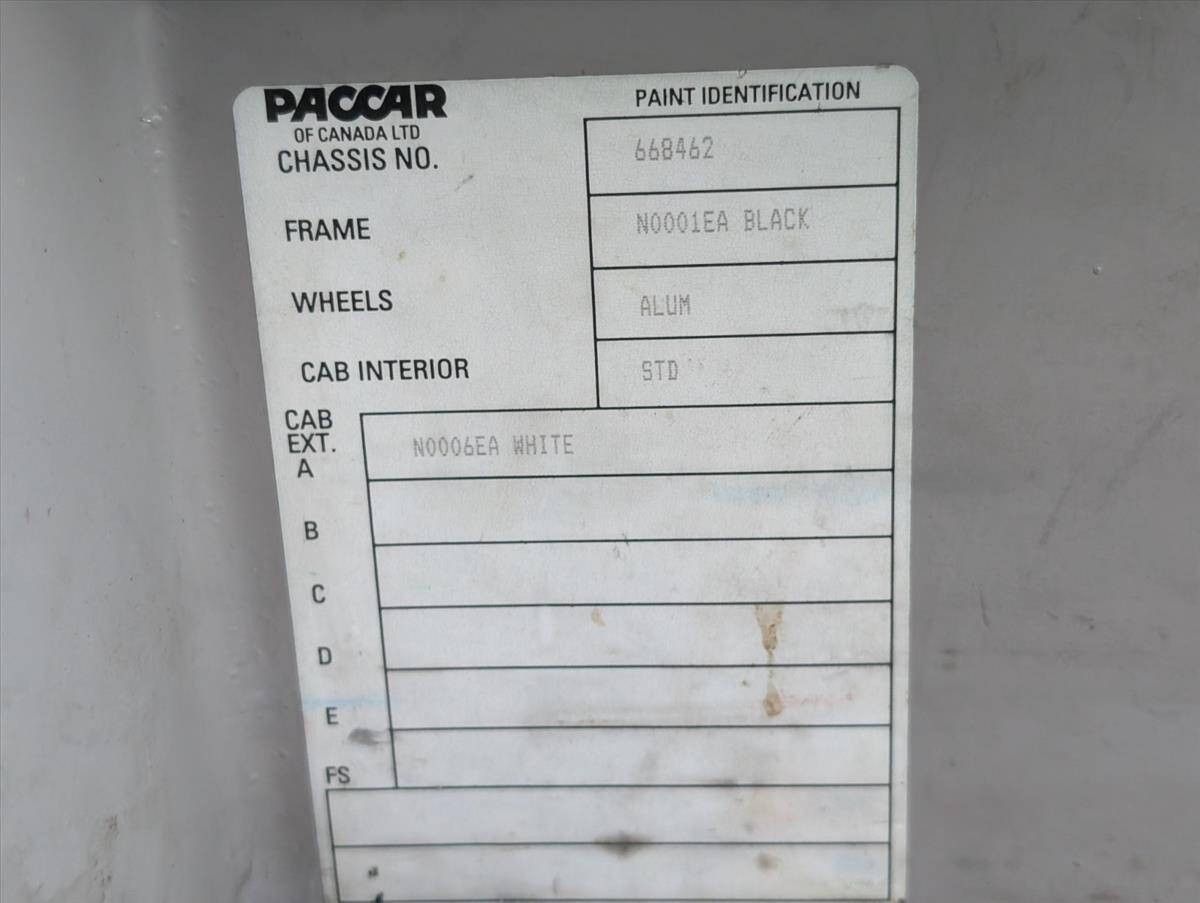 PACCAR
OF CANADA LTD
PAINT IDENTIFICATION
CHASSIS NO. 668462
FRAME N0001EA BLACK
WHEELS ALUM
CAB INTERIOR STD
CAB
EXT.
A N0006EA WHITE
B
C
D
E
FS